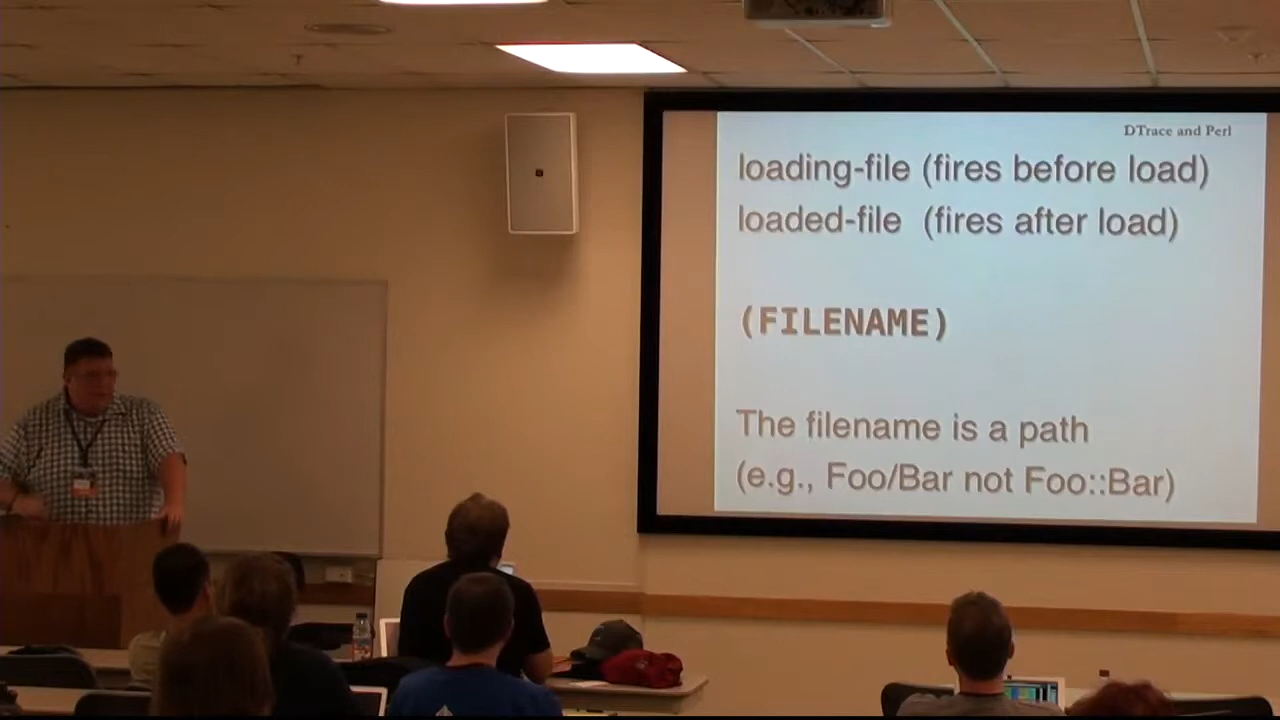 DTrace and Perl
loading-file (fires before load)
loaded-file (fires after load)
(FILENAME)
The filename is a path
(e.g., Foo/Bar not Foo::Bar)